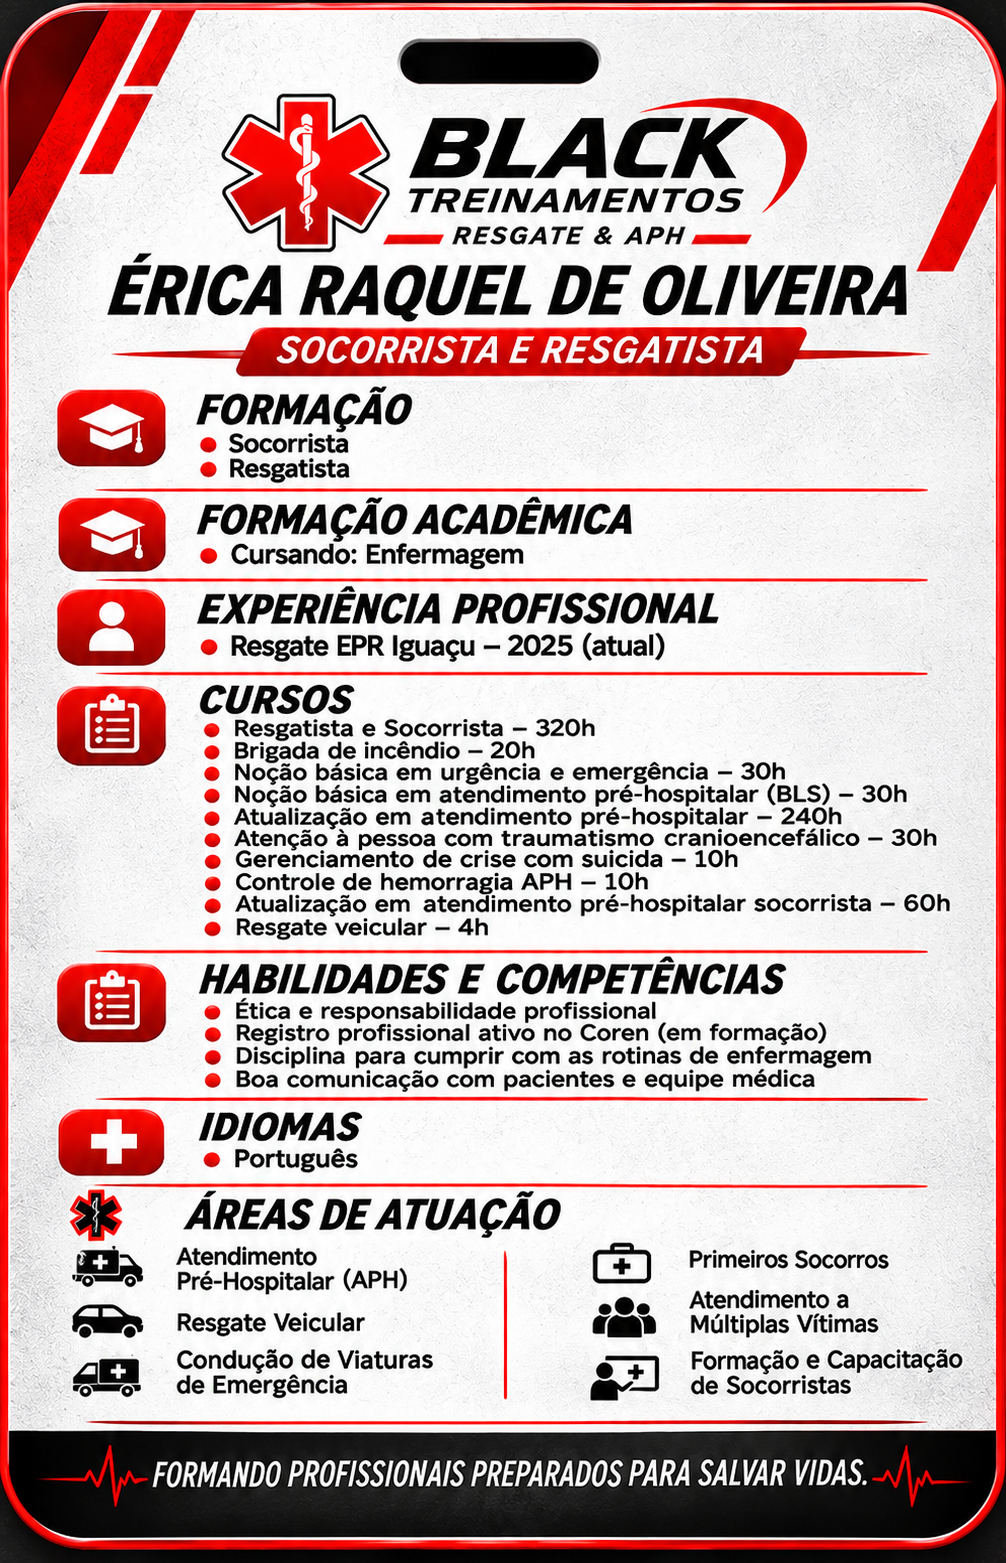 BLACK
TREINAMENTOS
RESGATE & APH
ÉRICA RAQUEL DE OLIVEIRA
SOCORRISTA E RESGATISTA
FORMAÇÃO
Socorrista
Resgatista
FORMAÇÃO ACADÊMICA
Cursando: Enfermagem
EXPERIÊNCIA PROFISSIONAL
Resgate EPR Iguaçu – 2025 (atual)
CURSOS
Resgatista e Socorrista – 320h
Brigada de incêndio – 20h
Noção básica em urgência e emergência – 30h
Noção básica em atendimento pré-hospitalar (BLS) – 30h
Atualização em atendimento pré-hospitalar – 240h
Atenção à pessoa com traumatismo cranioencefálico – 30h
Gerenciamento de crise com suicida – 10h
Controle de hemorragia APH – 10h
Atualização em atendimento pré-hospitalar socorrista – 60h
Resgate veicular – 4h
HABILIDADES E COMPETÊNCIAS
Ética e responsabilidade profissional
Registro profissional ativo no Coren (em formação)
Disciplina para cumprir com as rotinas de enfermagem
Boa comunicação com pacientes e equipe médica
IDIOMAS
Português
ÁREAS DE ATUAÇÃO
Atendimento
Pré-Hospitalar (APH)
Resgate Veicular
Condução de Viaturas
de Emergência
Primeiros Socorros
Atendimento a
Múltiplas Vítimas
Formação e Capacitação
de Socorristas
FORMANDO PROFISSIONAIS PREPARADOS PARA SALVAR VIDAS.